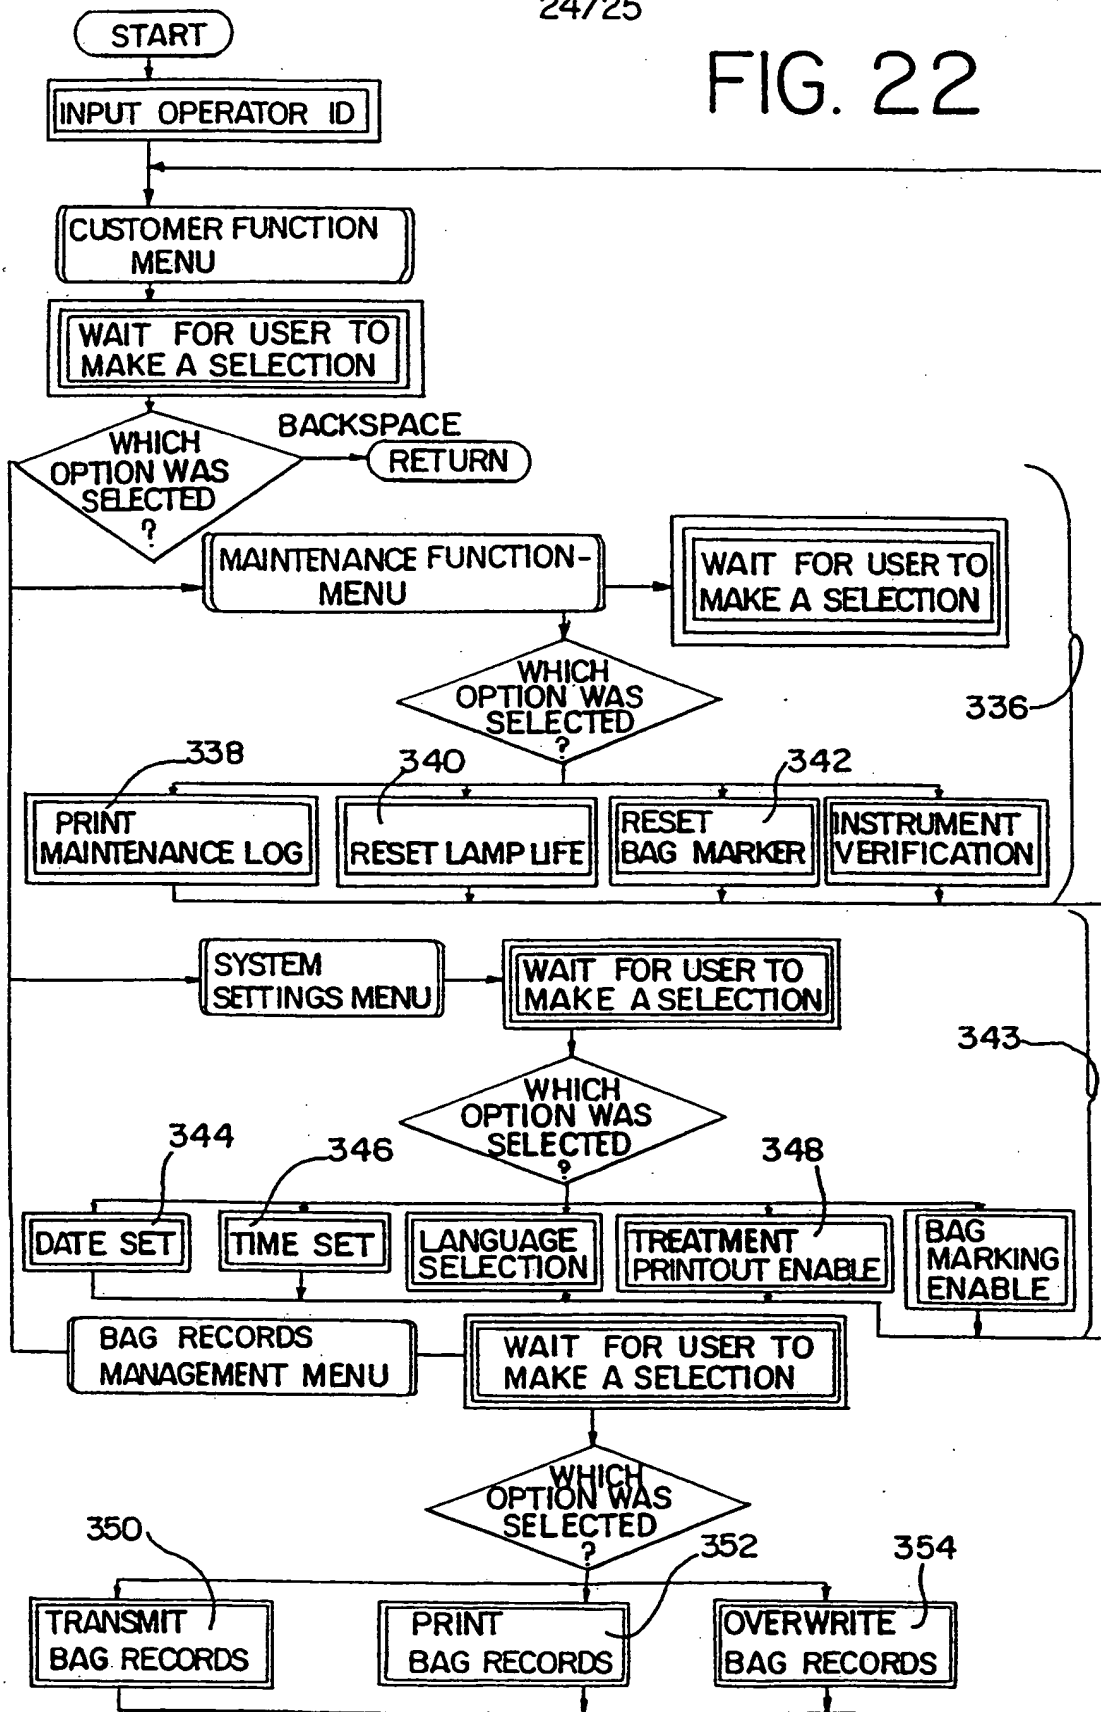 24/25
FIG. 22
START
INPUT OPERATOR ID
CUSTOMER FUNCTION
MENU
WAIT FOR USER TO
MAKE A SELECTION
WHICH
OPTION WAS
SELECTED
?
BACKSPACE
RETURN
MAINTENANCE FUNCTION-
MENU
WAIT FOR USER TO
MAKE A SELECTION
WHICH
OPTION WAS
SELECTED
?
336
338
340
342
PRINT
MAINTENANCE LOG
RESET LAMP LIFE
RESET
BAG MARKER
INSTRUMENT
VERIFICATION
SYSTEM
SETTINGS MENU
WAIT FOR USER TO
MAKE A SELECTION
343
WHICH
OPTION WAS
SELECTED
?
344
346
348
DATE SET
TIME SET
LANGUAGE
SELECTION
TREATMENT
PRINTOUT ENABLE
BAG
MARKING
ENABLE
BAG RECORDS
MANAGEMENT MENU
WAIT FOR USER TO
MAKE A SELECTION
WHICH
OPTION WAS
SELECTED
?
350
352
354
TRANSMIT
BAG RECORDS
PRINT
BAG RECORDS
OVERWRITE
BAG RECORDS